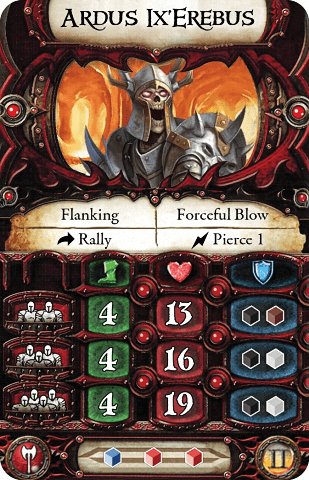 Ardus Ix'Erebus
Flanking
Forceful Blow
Rally
Pierce 1
4 13
4 16
4 19
II